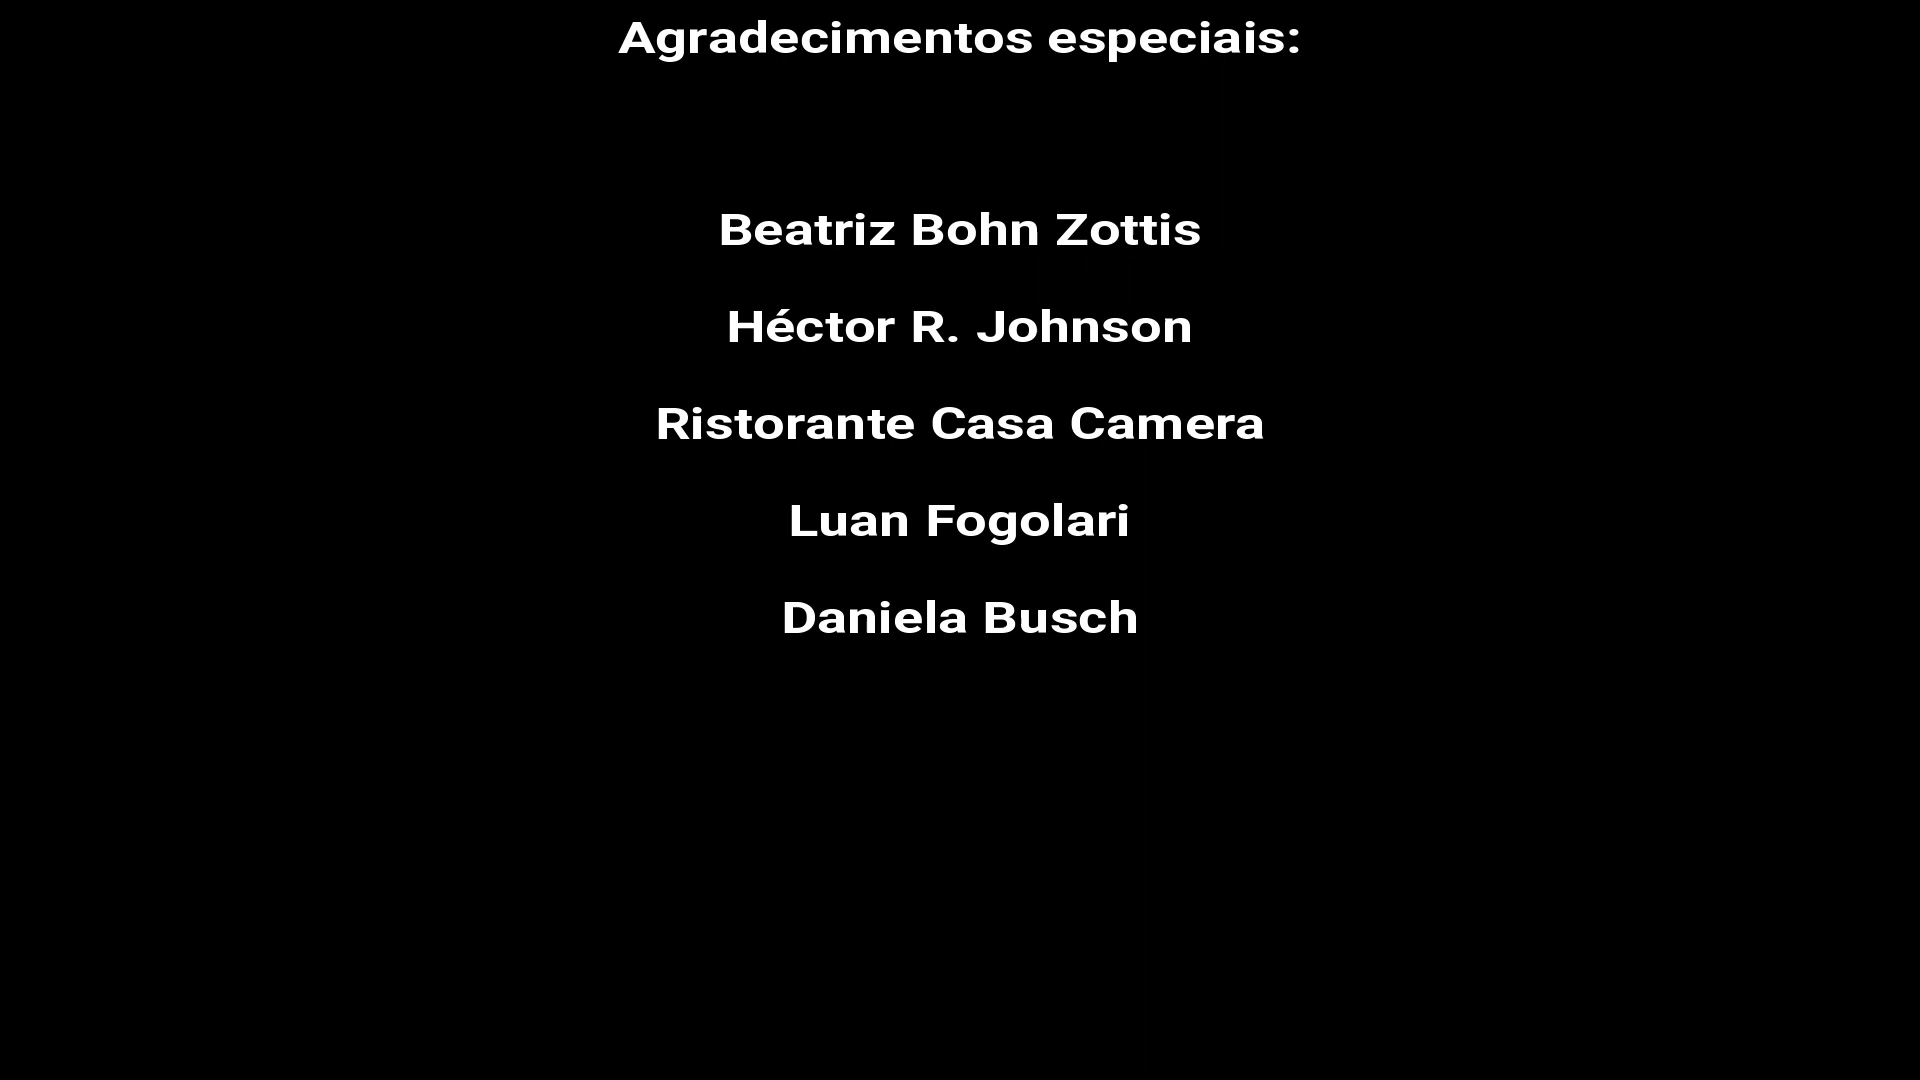 Agradecimentos especiais:
Beatriz Bohn Zottis
Héctor R. Johnson
Ristorante Casa Camera
Luan Fogolari
Daniela Busch